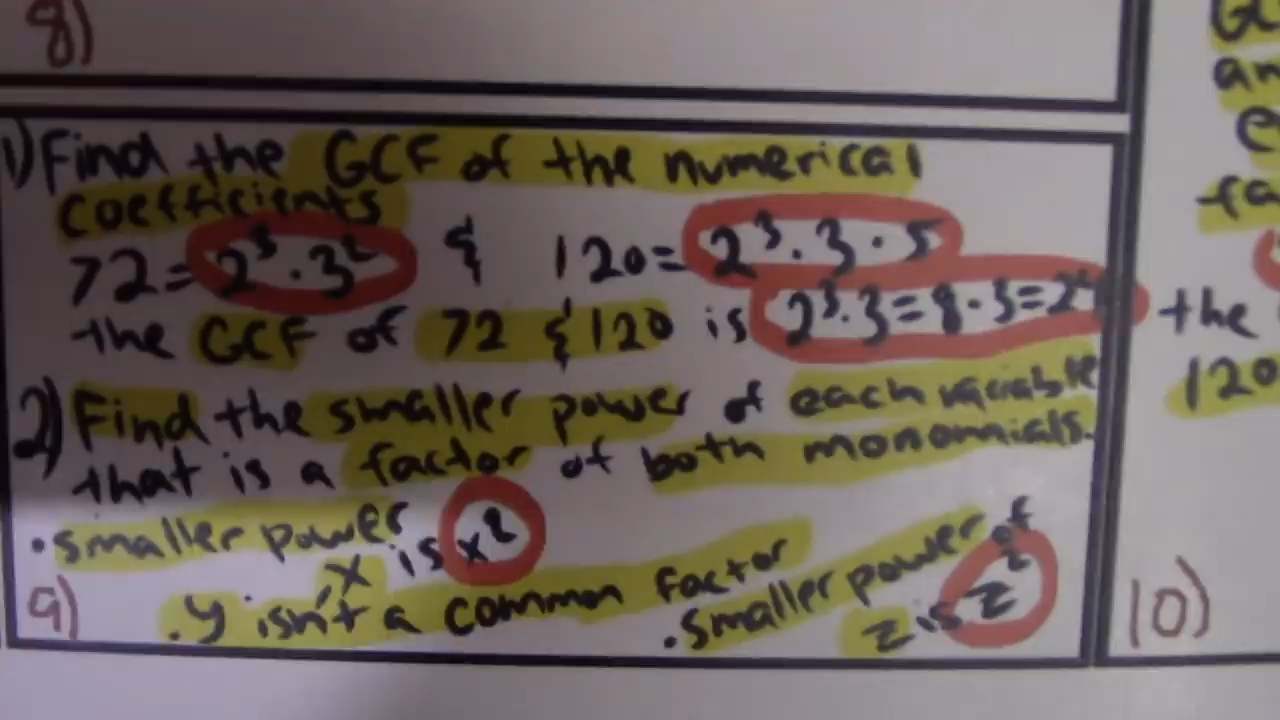 8)
1) Find the GCF of the numerical
coefficients
72 = 2³ · 3² & 120 = 2³ · 3 · 5
the GCF of 72 & 120 is 2³·3=8·3=24
2) Find the smaller power of each variable
that is a factor of both monomials.
· smaller power
, x is x²
9) . y isn't a common factor
. smaller power of
z is z²
10)
the
120